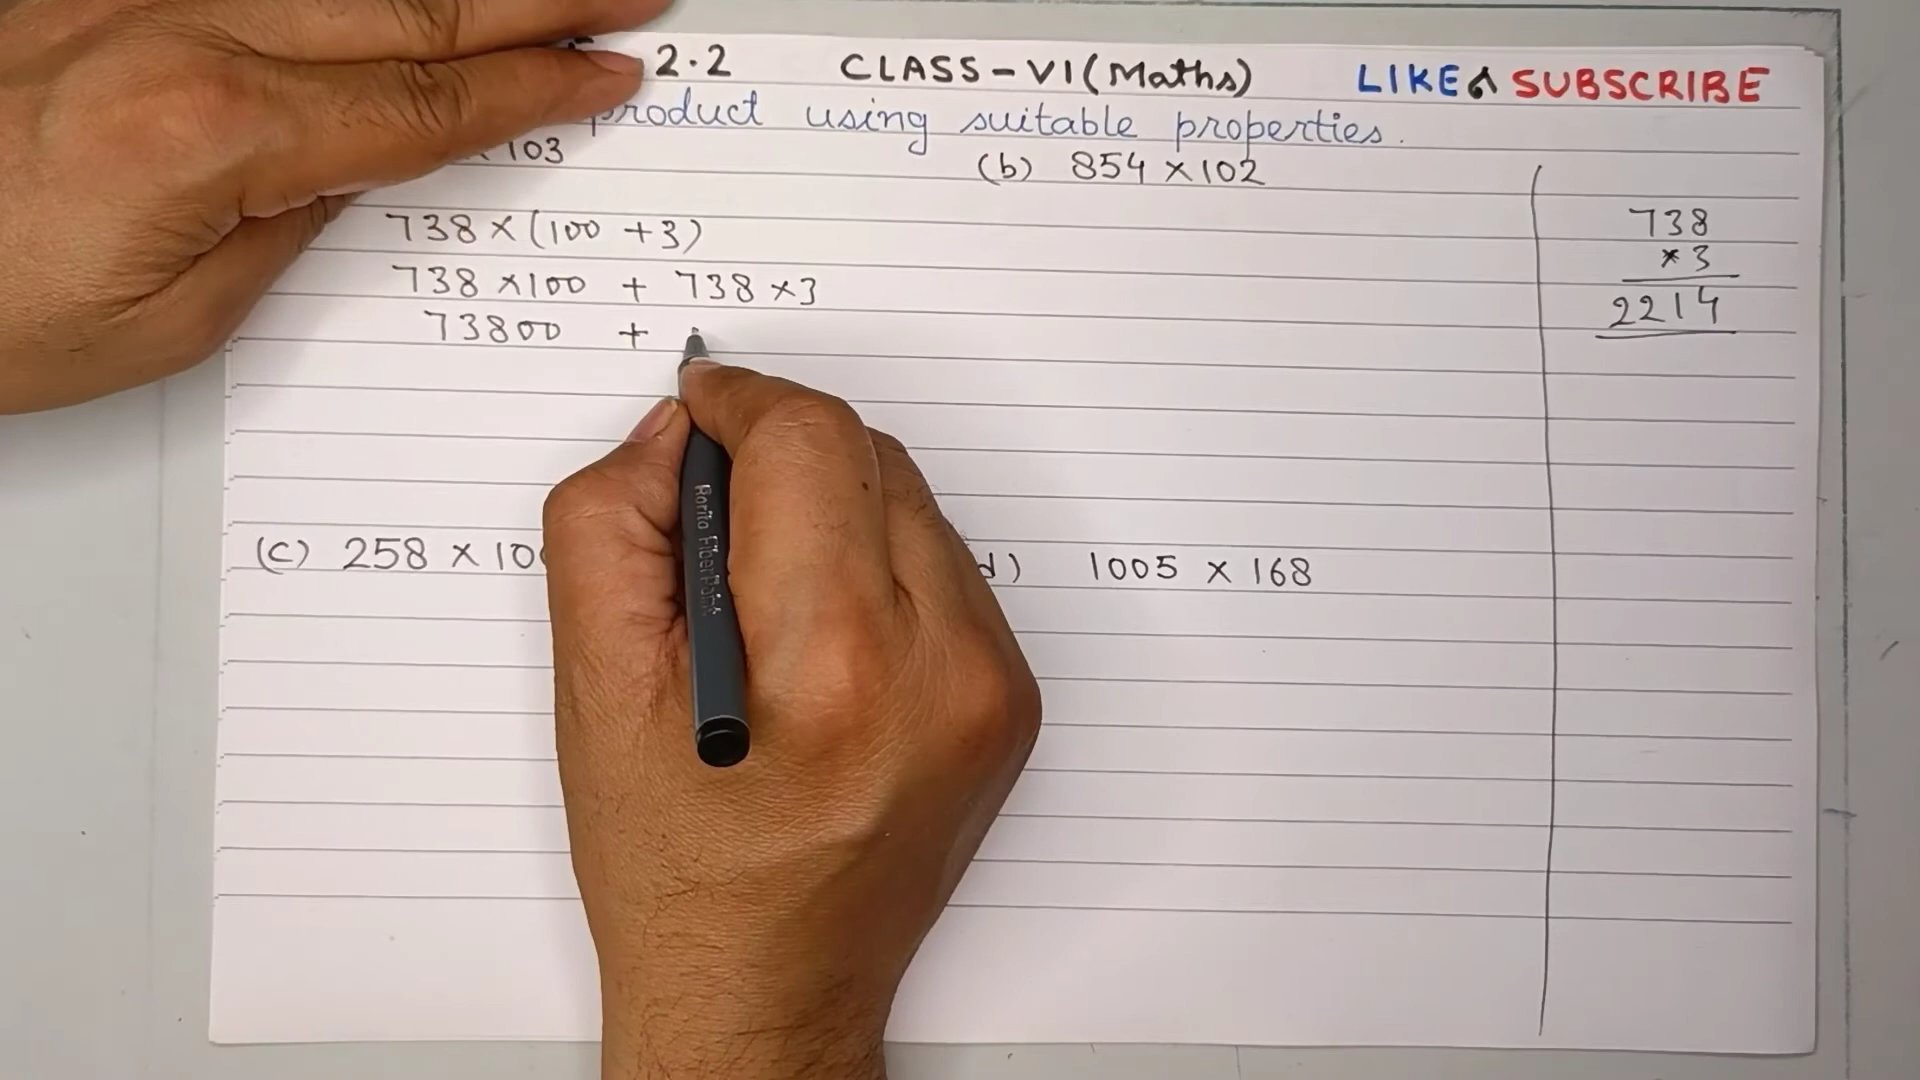 2.2 CLASS-VI (Maths) LIKE & SUBSCRIBE
product using suitable properties.
103
(b) 854 × 102
738 × (100 + 3)
738 × 100 + 738 × 3
73800 +
738
× 3
2214
(c) 258 × 10
d) 1005 × 168
Rorito FiberPoint